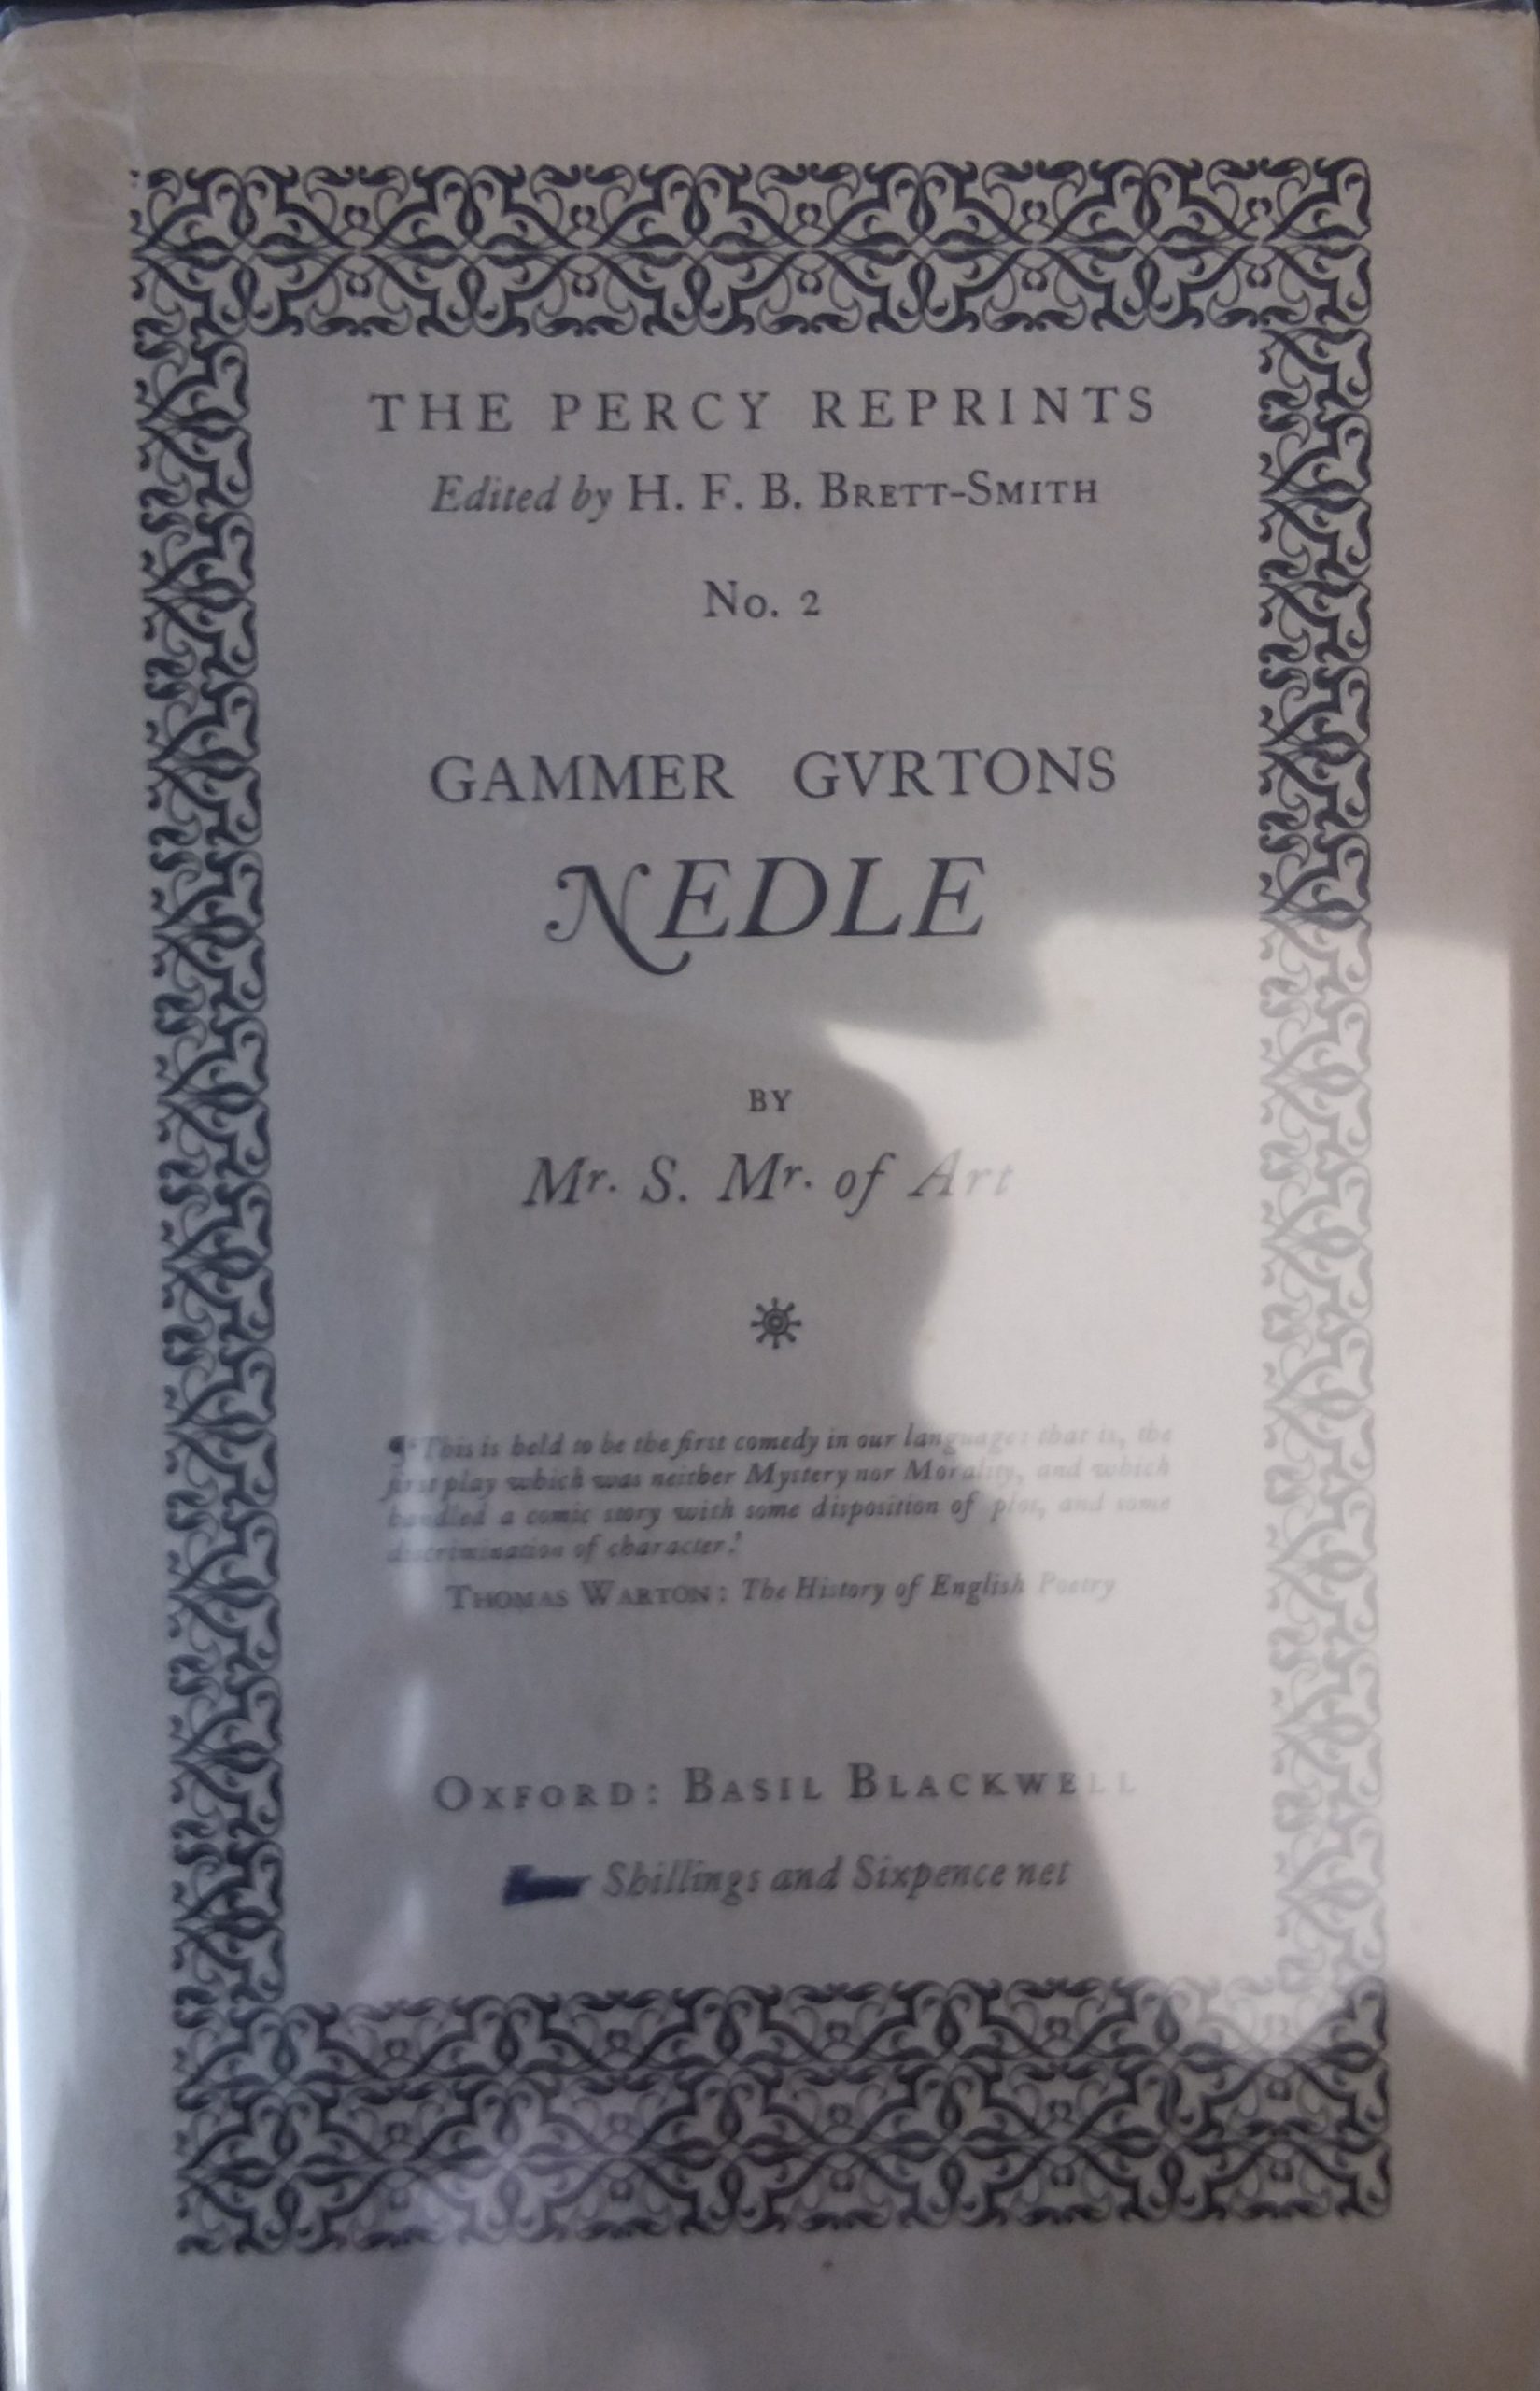 THE PERCY REPRINTS
Edited by H. F. B. BRETT-SMITH
No. 2
GAMMER GVRTONS
NEDLE
BY
Mr. S. Mr. of Art
This is held to be the first comedy in our language: that is, the
first play which was neither Mystery nor Morality, and which
handled a comic story with some disposition of plot, and some
discrimination of character.'
THOMAS WARTON: The History of English Poetry
OXFORD: BASIL BLACKWELL
Shillings and Sixpence net